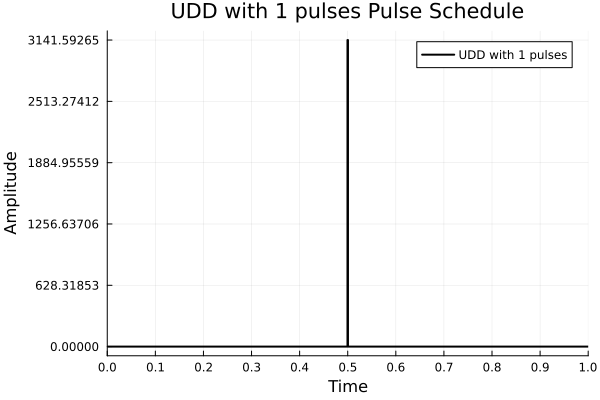 UDD with 1 pulses Pulse Schedule
3141.59265
UDD with 1 pulses
2513.27412
1884.95559
Amplitude
1256.63706
628.31853
0.00000
0.0 0.1 0.2 0.3 0.4 0.5 0.6 0.7 0.8 0.9 1.0
Time